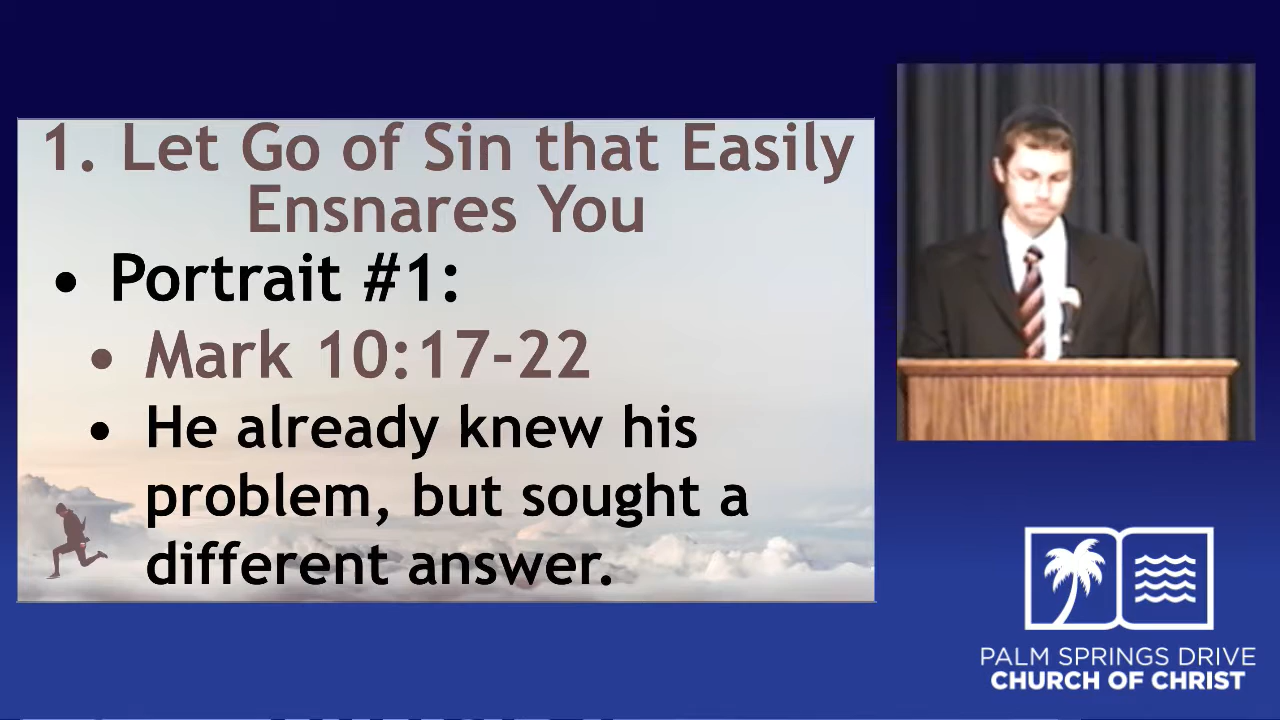 1. Let Go of Sin that Easily
Ensnares You
• Portrait #1:
• Mark 10:17-22
• He already knew his
problem, but sought a
different answer.
PALM SPRINGS DRIVE
CHURCH OF CHRIST